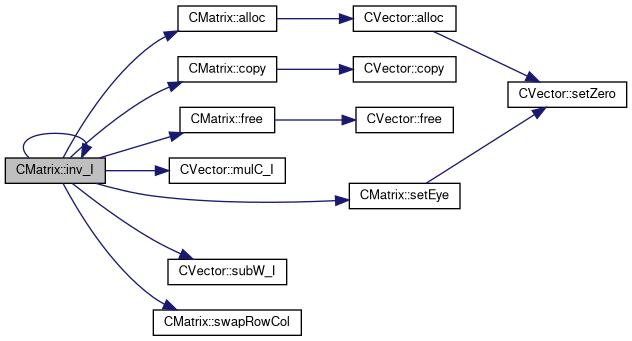 CMatrix::alloc
CVector::alloc
CMatrix::copy
CVector::copy
CVector::setZero
CMatrix::free
CVector::free
CMatrix::inv_I
CVector::mulC_I
CMatrix::setEye
CVector::subW_I
CMatrix::swapRowCol